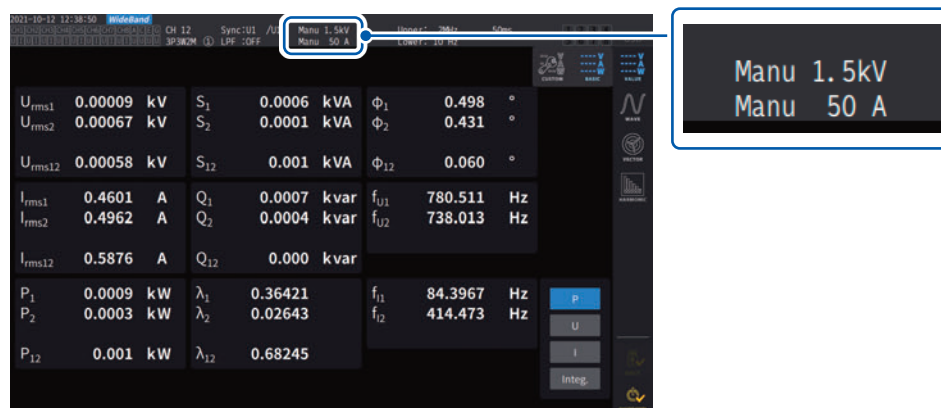 2021-10-12 12:38:50 WideBand
CH 12 Sync:U1 /U Manu 1.5kV Upper: 2MHz 50ms
3P3W2M ① LPF :OFF Manu 50 A Lower: 10 Hz
CUSTOM BASIC VALUE
Urms1 0.00009 kV S1 0.0006 kVA φ1 0.498 °
Urms2 0.00067 kV S2 0.0001 kVA φ2 0.431 °
Urms12 0.00058 kV S12 0.001 kVA φ12 0.060 °
Irms1 0.4601 A Q1 0.0007 kvar fU1 780.511 Hz
Irms2 0.4962 A Q2 0.0004 kvar fU2 738.013 Hz
Irms12 0.5876 A Q12 0.000 kvar
P1 0.0009 kW λ1 0.36421 fI1 84.3967 Hz
P2 0.0003 kW λ2 0.02643 fI2 414.473 Hz
P12 0.001 kW λ12 0.68245
WAVE
VECTOR
HARMONIC
P
U
I
Integ.
Manu 1.5kV
Manu 50 A